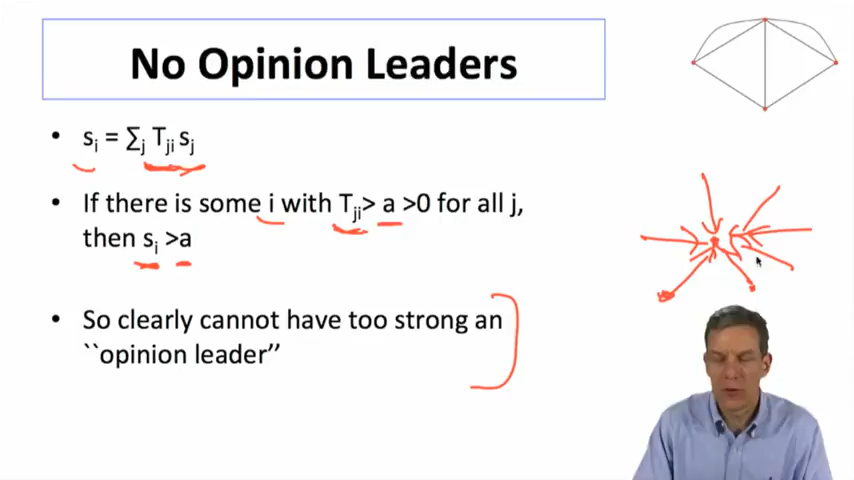 No Opinion Leaders
• sᵢ = ∑ⱼ Tⱼᵢ sⱼ
• If there is some i with Tⱼᵢ> a >0 for all j,
then sᵢ >a
• So clearly cannot have too strong an
``opinion leader’’